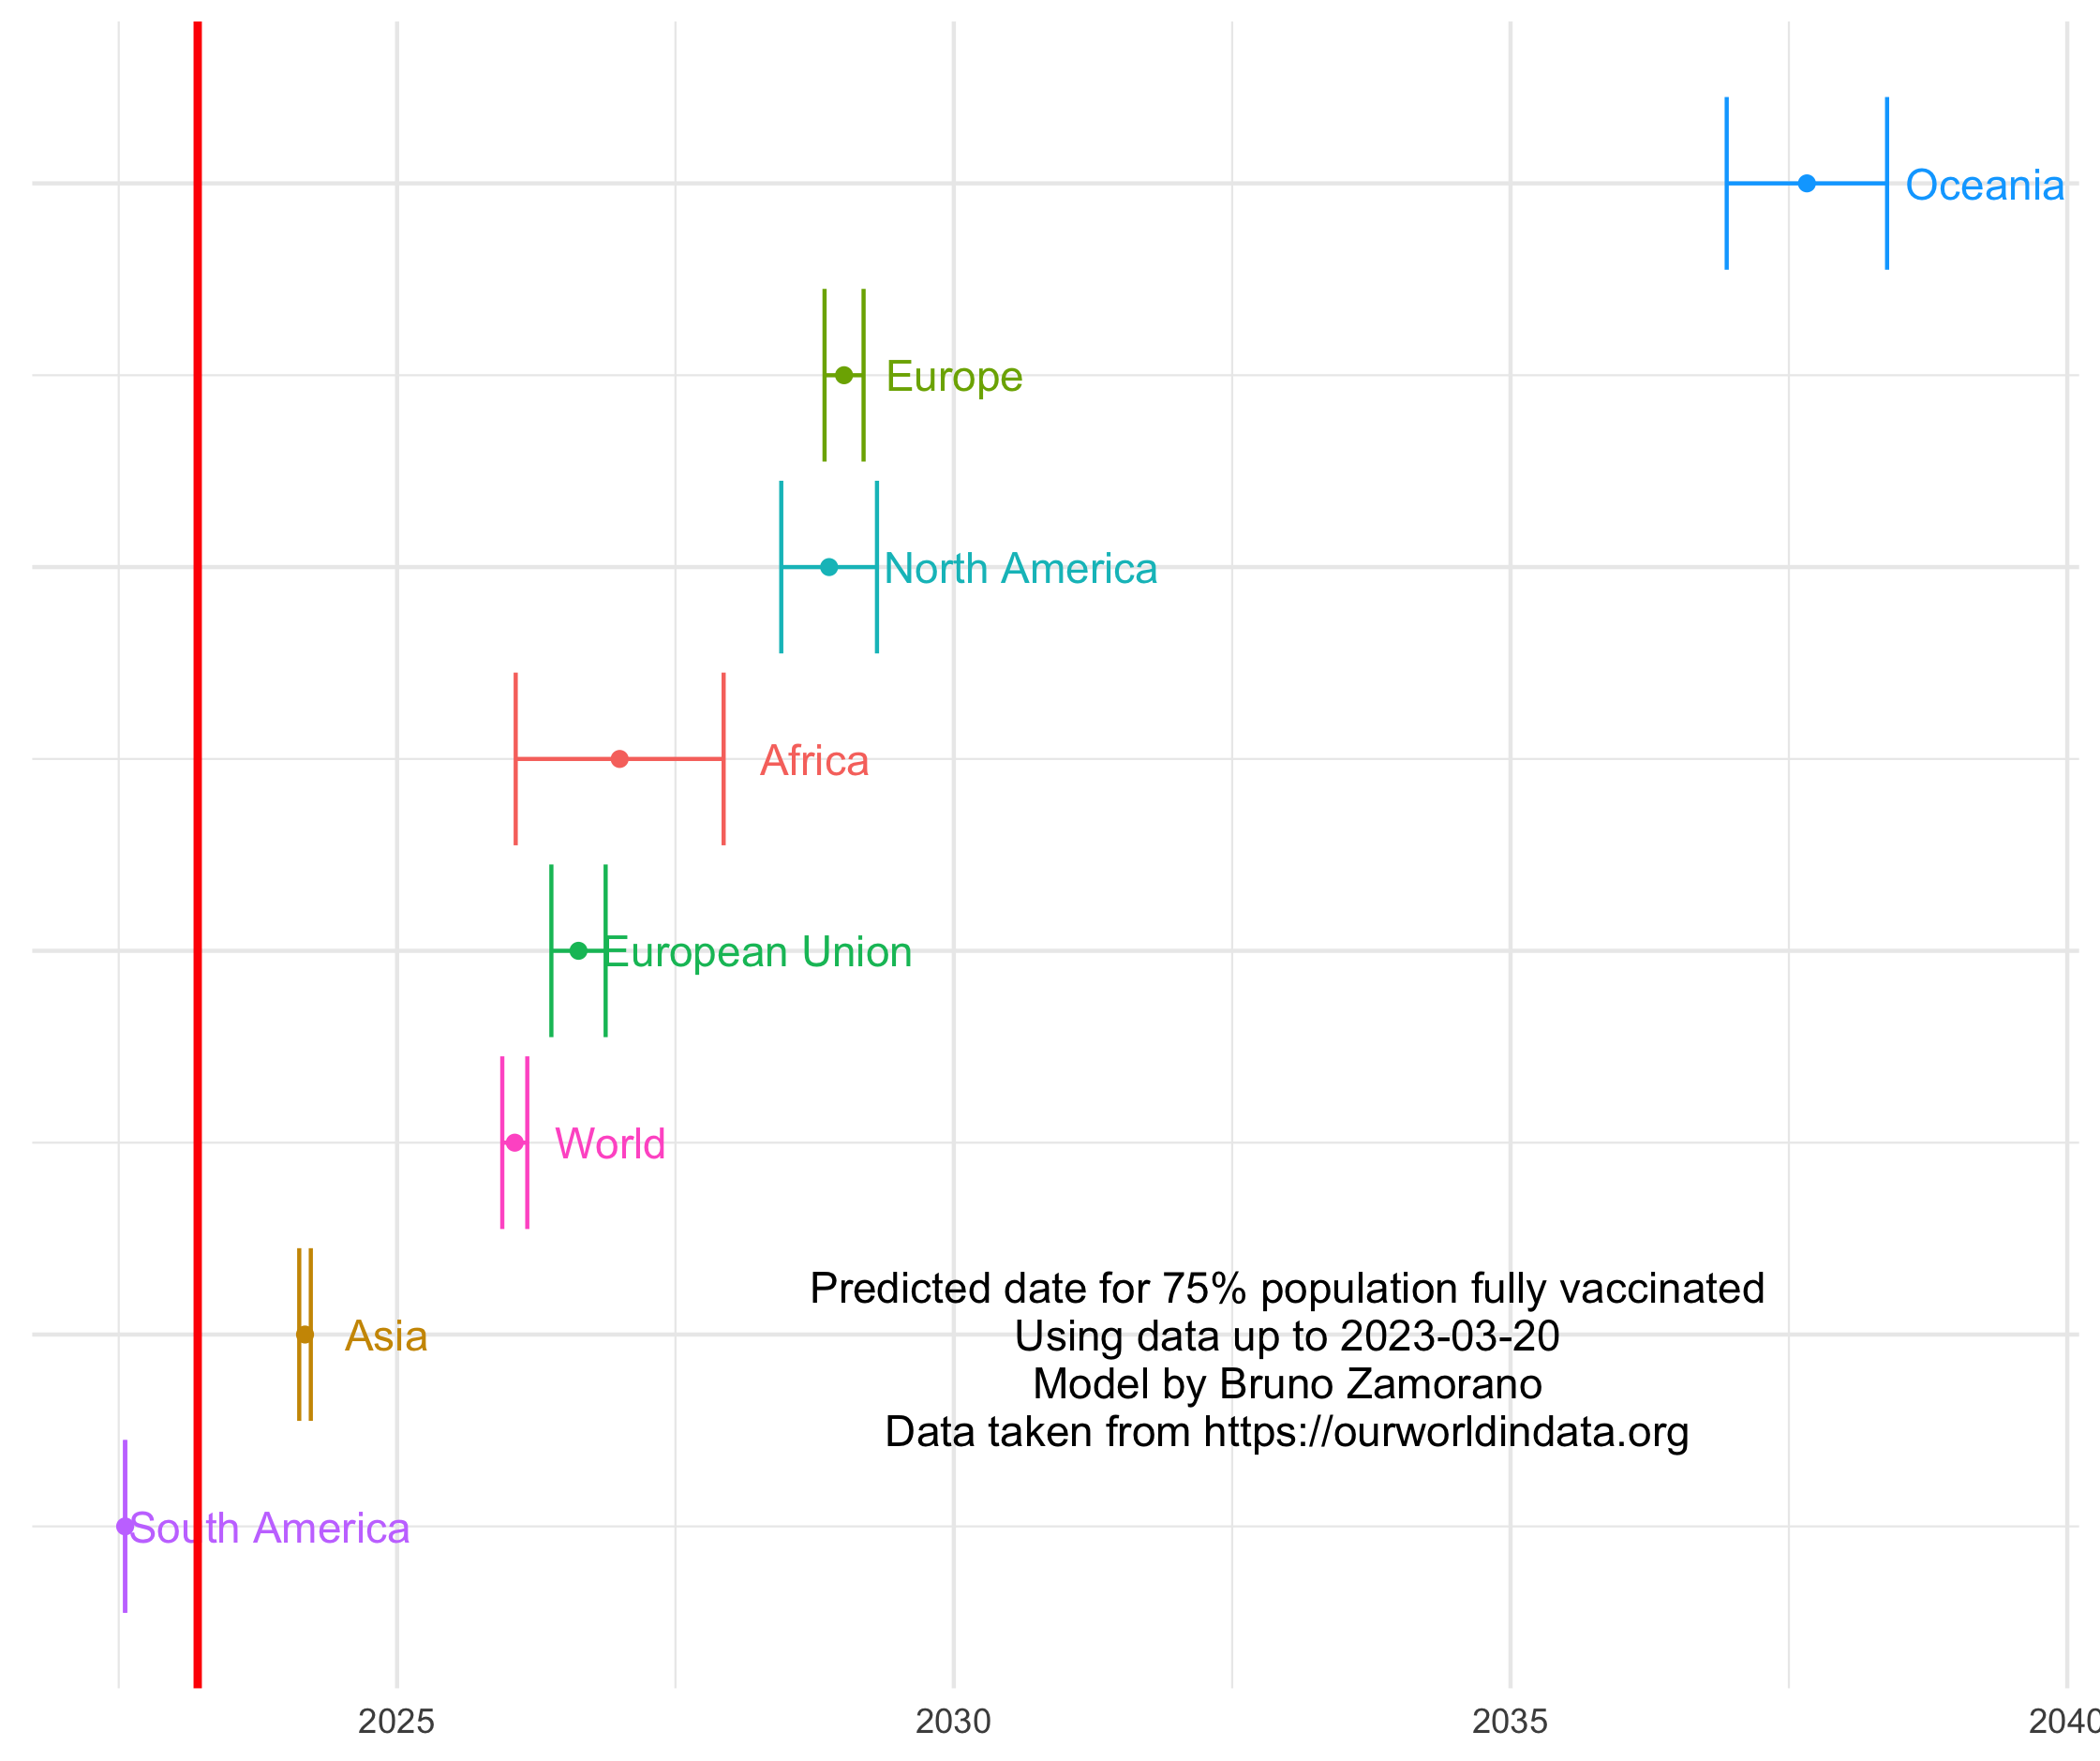 Oceania
Europe
North America
Africa
European Union
World
Predicted date for 75% population fully vaccinated
Using data up to 2023-03-20
Asia
Model by Bruno Zamorano
Data taken from https://ourworldindata.org
South America
2025 2030 2035 2040